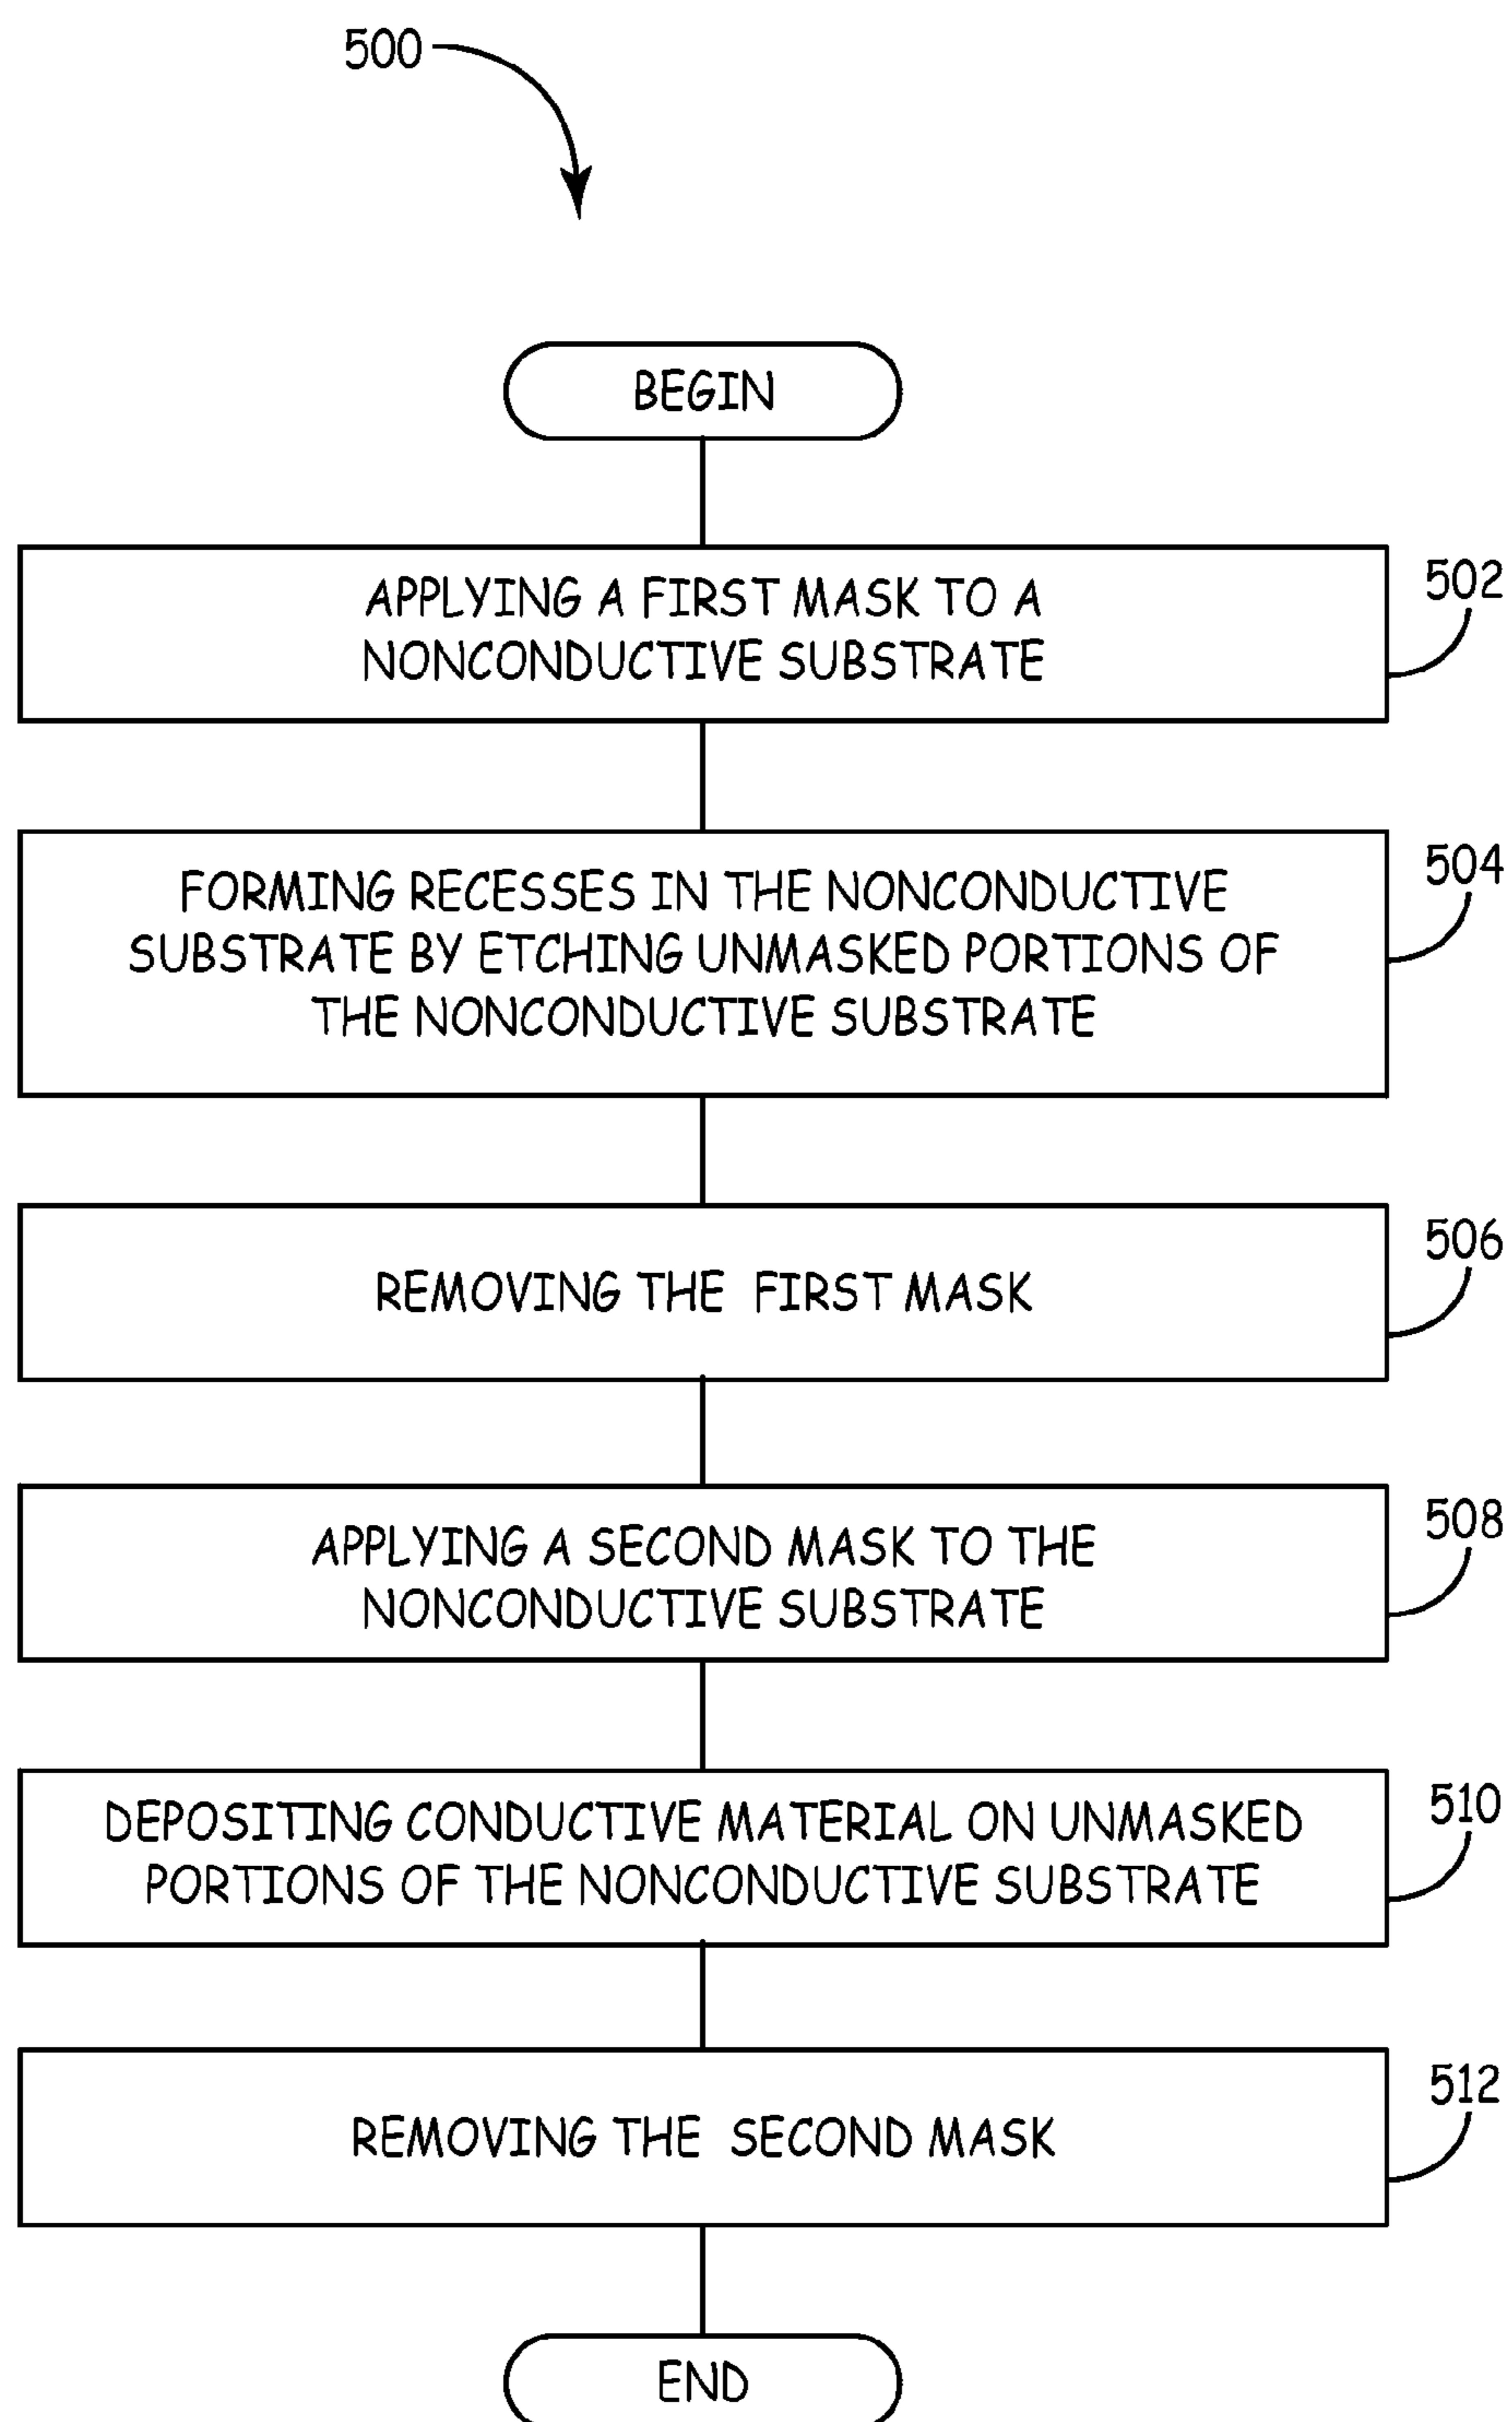 500
BEGIN
APPLYING A FIRST MASK TO A
NONCONDUCTIVE SUBSTRATE
502
FORMING RECESSES IN THE NONCONDUCTIVE
SUBSTRATE BY ETCHING UNMASKED PORTIONS OF
THE NONCONDUCTIVE SUBSTRATE
504
REMOVING THE FIRST MASK
506
APPLYING A SECOND MASK TO THE
NONCONDUCTIVE SUBSTRATE
508
DEPOSITING CONDUCTIVE MATERIAL ON UNMASKED
PORTIONS OF THE NONCONDUCTIVE SUBSTRATE
510
REMOVING THE SECOND MASK
512
END